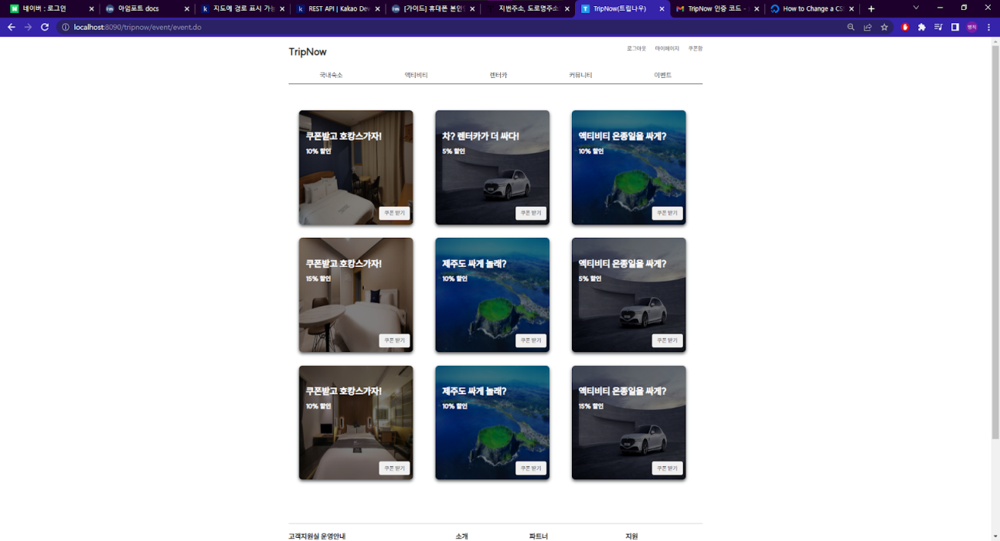 네이버 : 로그인
아임포트 docs
지도에 경로 표시 가능
REST API | Kakao Dev
[가이드] 휴대폰 본인
지번주소, 도로명주소
TripNow(트립나우)
TripNow 인증 코드 -
How to Change a CS
localhost:8090/tripnow/event/event.do
TripNow
로그아웃 마이페이지 쿠폰함
국내숙소 액티비티 렌터카 커뮤니티 이벤트
쿠폰받고 호캉스가자!
10% 할인
쿠폰 받기
차? 렌터카가 더 싸다!
5% 할인
쿠폰 받기
액티비티 온종일을 싸게?
10% 할인
쿠폰 받기
쿠폰받고 호캉스가자!
15% 할인
쿠폰 받기
제주도 싸게 놀래?
10% 할인
쿠폰 받기
액티비티 온종일을 싸게?
5% 할인
쿠폰 받기
쿠폰받고 호캉스가자!
10% 할인
쿠폰 받기
제주도 싸게 놀래?
10% 할인
쿠폰 받기
액티비티 온종일을 싸게?
15% 할인
쿠폰 받기
고객지원실 운영안내 소개 파트너 지원